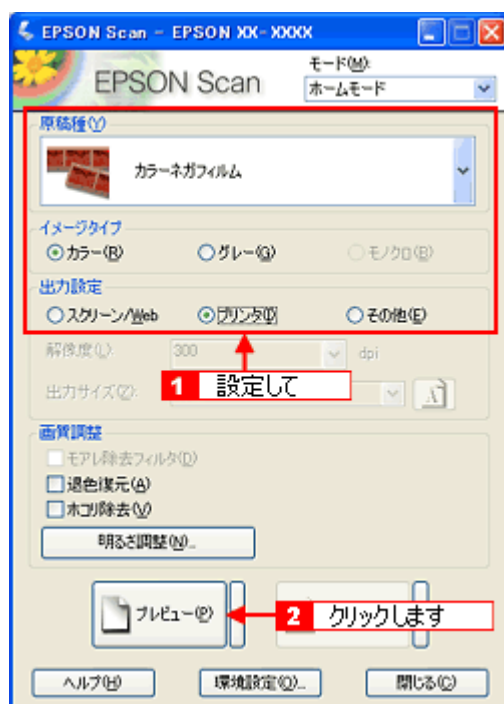 EPSON Scan - EPSON XX-XXXX
EPSON Scan
モード(M):
ホームモード
原稿種(Y)
カラーネガフィルム
イメージタイプ
カラー(R) グレー(G) モノクロ(B)
出力設定
スクリーン/Web プリンタ(I) その他(E)
解像度(L): 300 dpi
出力サイズ(Z):
1 設定して
画質調整
モアレ除去フィルタ(D)
退色復元(A)
ホコリ除去(V)
明るさ調整(N)...
プレビュー(P)
2 クリックします
ヘルプ(H) 環境設定(O)... 閉じる(C)